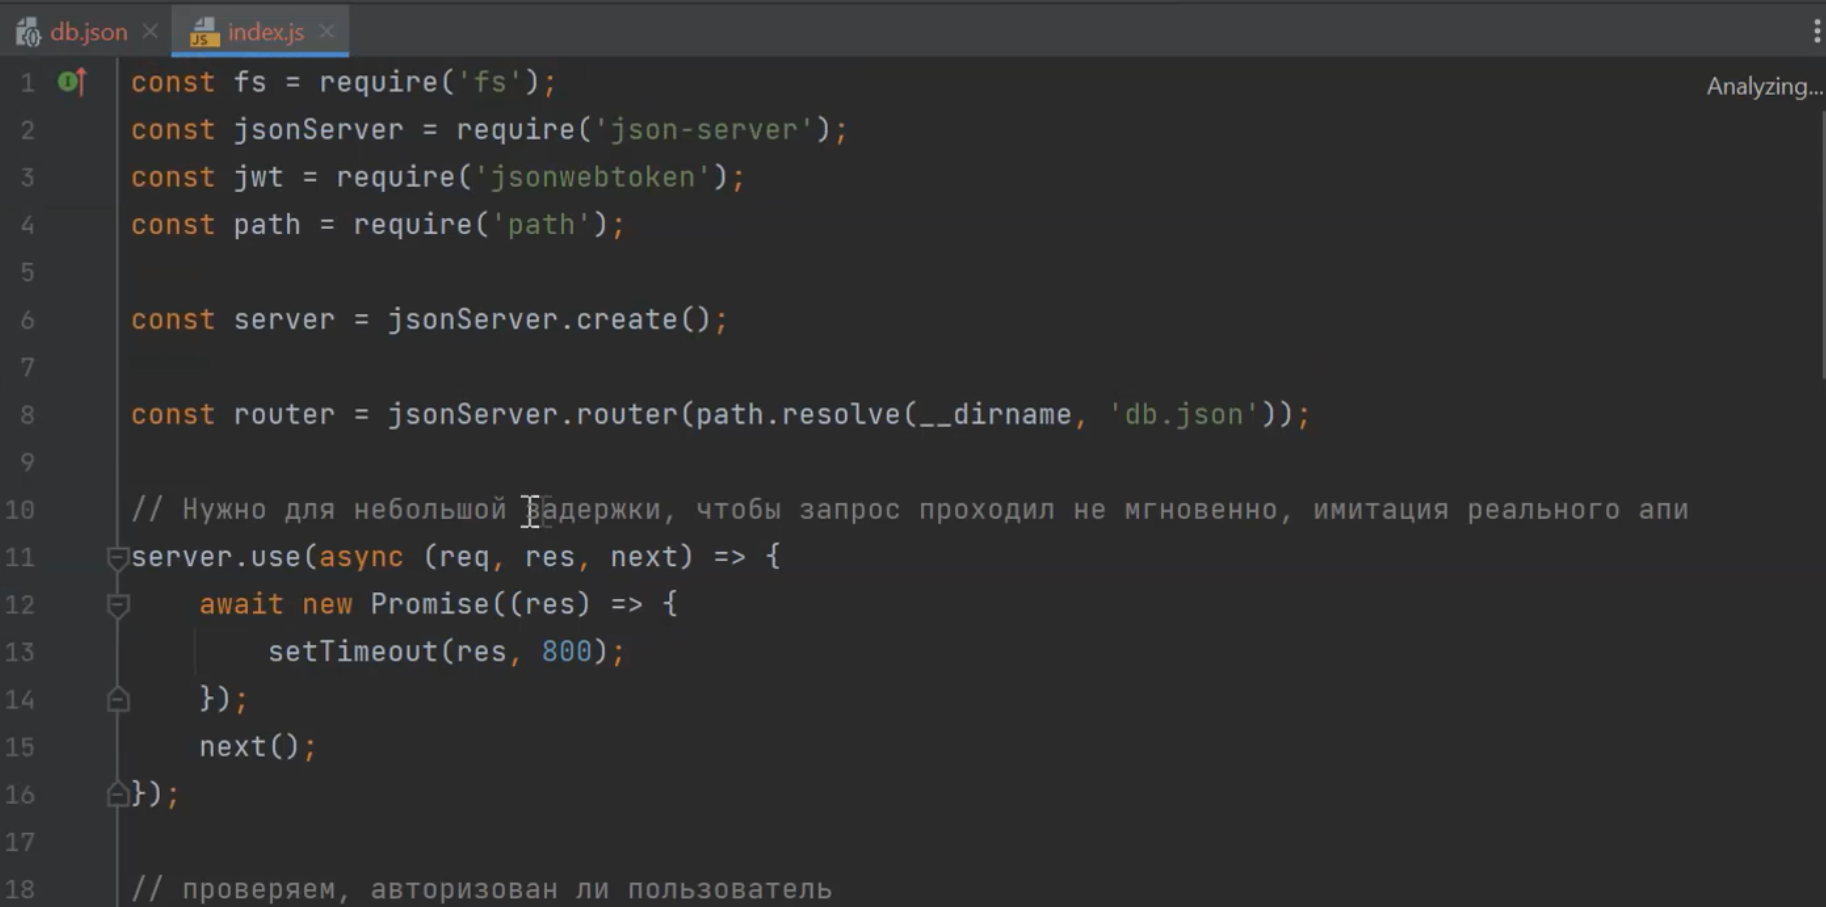 db.json
index.js
Analyzing...
1 const fs = require('fs');
2 const jsonServer = require('json-server');
3 const jwt = require('jsonwebtoken');
4 const path = require('path');
5
6 const server = jsonServer.create();
7
8 const router = jsonServer.router(path.resolve(__dirname, 'db.json'));
9
10 // Нужно для небольшой задержки, чтобы запрос проходил не мгновенно, имитация реального апи
11 server.use(async (req, res, next) => {
12 await new Promise((res) => {
13 setTimeout(res, 800);
14 });
15 next();
16 });
17
18 // проверяем, авторизован ли пользователь